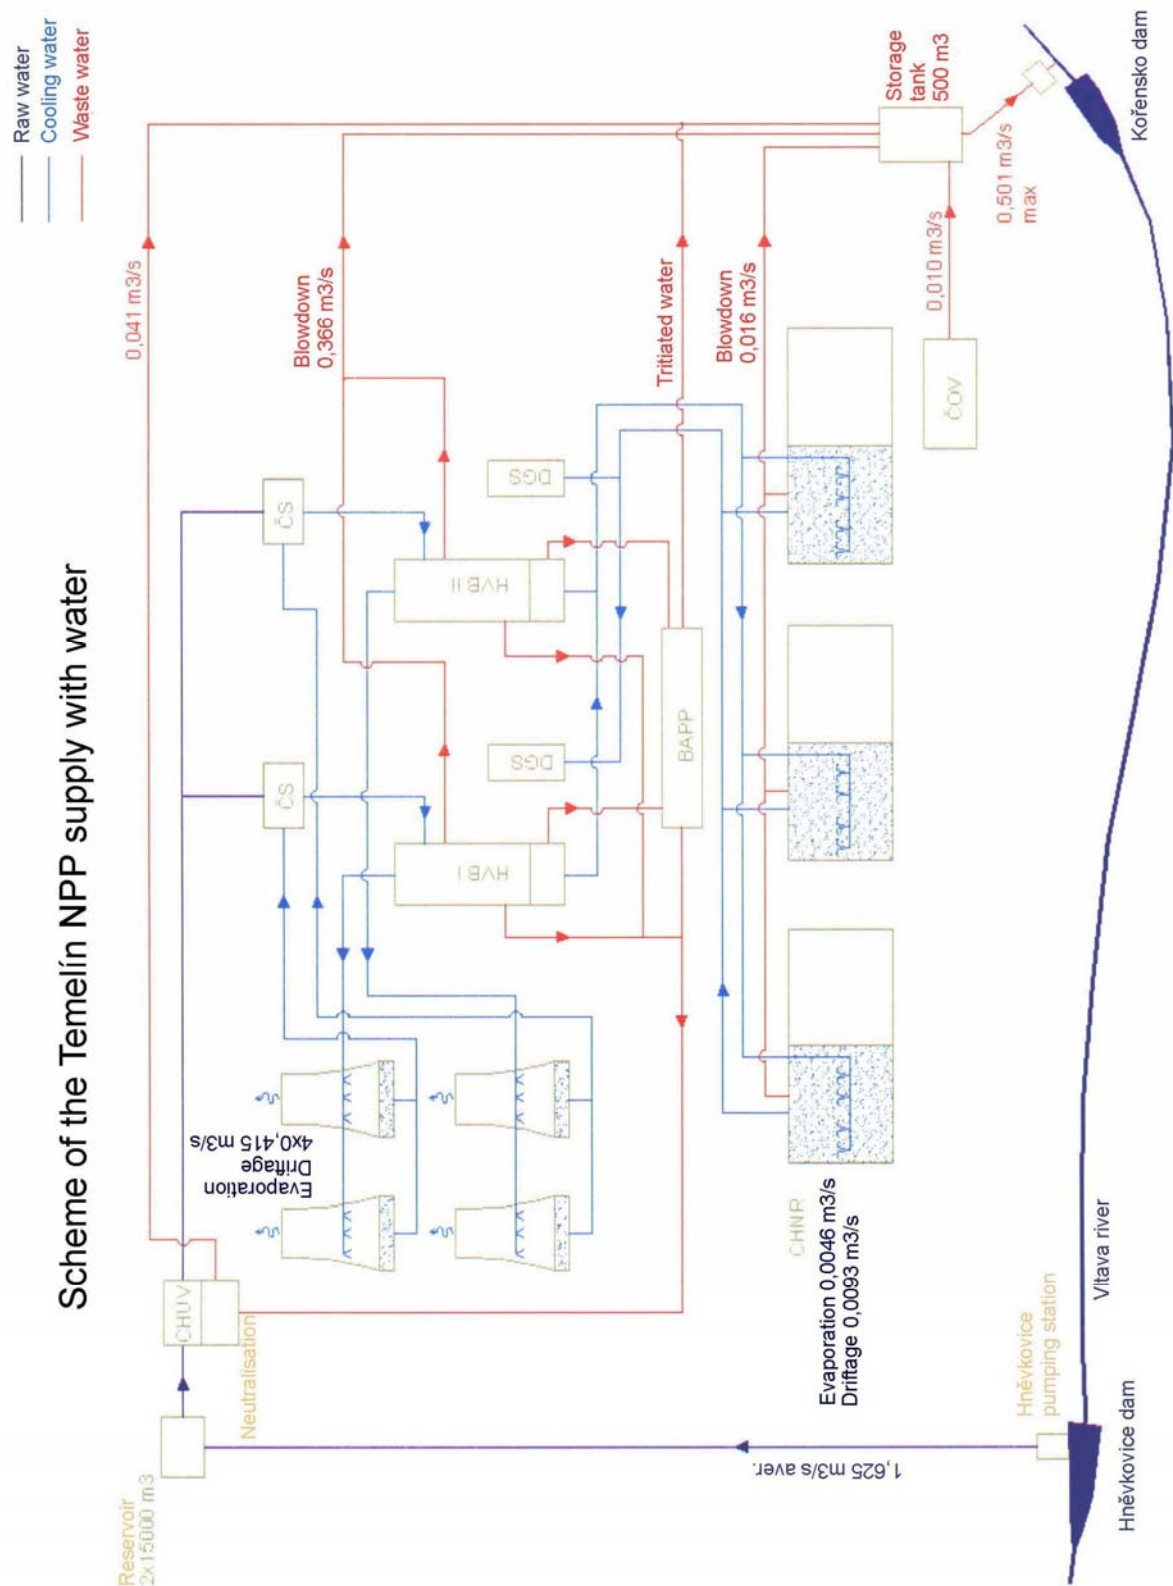 Scheme of the Temelín NPP supply with water
Raw water
Cooling water
Waste water
Reservoir
2x15000 m3
CHUV
Neutralisation
0,041 m3/s
ČS
ČS
Evaporation
Driftage
4x0,415 m3/s
Blowdown
0,366 m3/s
HVB I
HVB II
DGS
DGS
BAPP
Tritiated water
Blowdown
0,016 m3/s
Storage
tank
500 m3
0,010 m3/s
ČOV
0,501 m3/s
max
CHNR
Evaporation 0,0046 m3/s
Driftage 0,0093 m3/s
1,625 m3/s aver.
Hněvkovice
pumping station
Hněvkovice dam
Vltava river
Kořensko dam